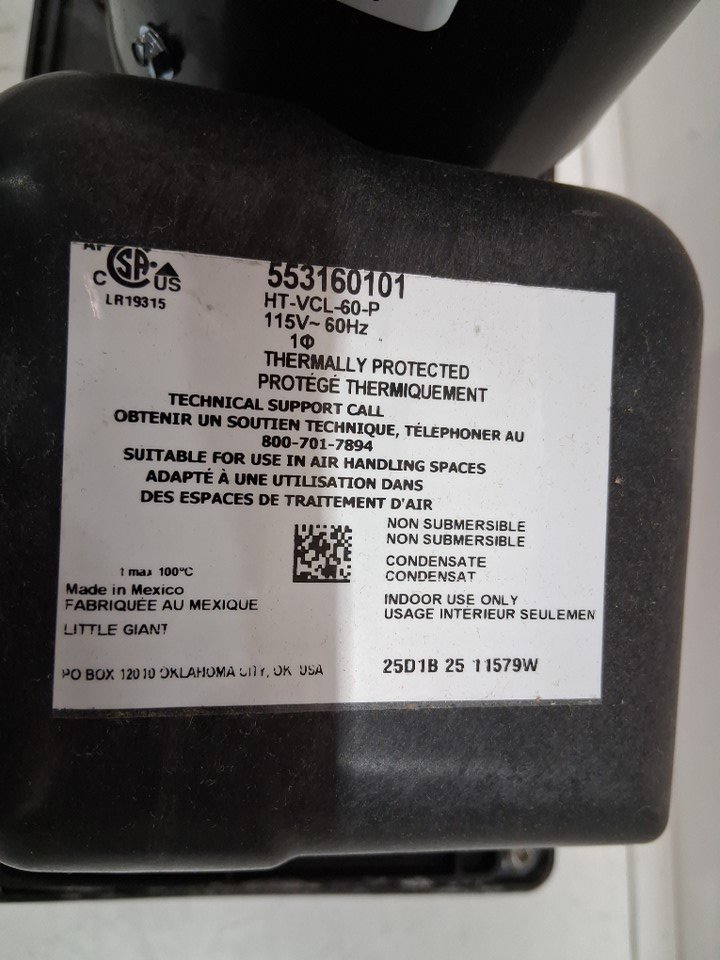 C SA US
LR19315
553160101
HT-VCL-60-P
115V~ 60Hz
1Φ
THERMALLY PROTECTED
PROTÉGÉ THERMIQUEMENT
TECHNICAL SUPPORT CALL
OBTENIR UN SOUTIEN TECHNIQUE, TÉLÉPHONER AU
800-701-7894
SUITABLE FOR USE IN AIR HANDLING SPACES
ADAPTÉ À UNE UTILISATION DANS
DES ESPACES DE TRAITEMENT D'AIR
NON SUBMERSIBLE
NON SUBMERSIBLE
CONDENSATE
CONDENSAT
INDOOR USE ONLY
USAGE INTÉRIEUR SEULEMEN
max 100°C
Made in Mexico
FABRIQUÉE AU MEXIQUE
LITTLE GIANT
PO BOX 12010 OKLAHOMA CITY, OK USA
25D1B 25 11579W